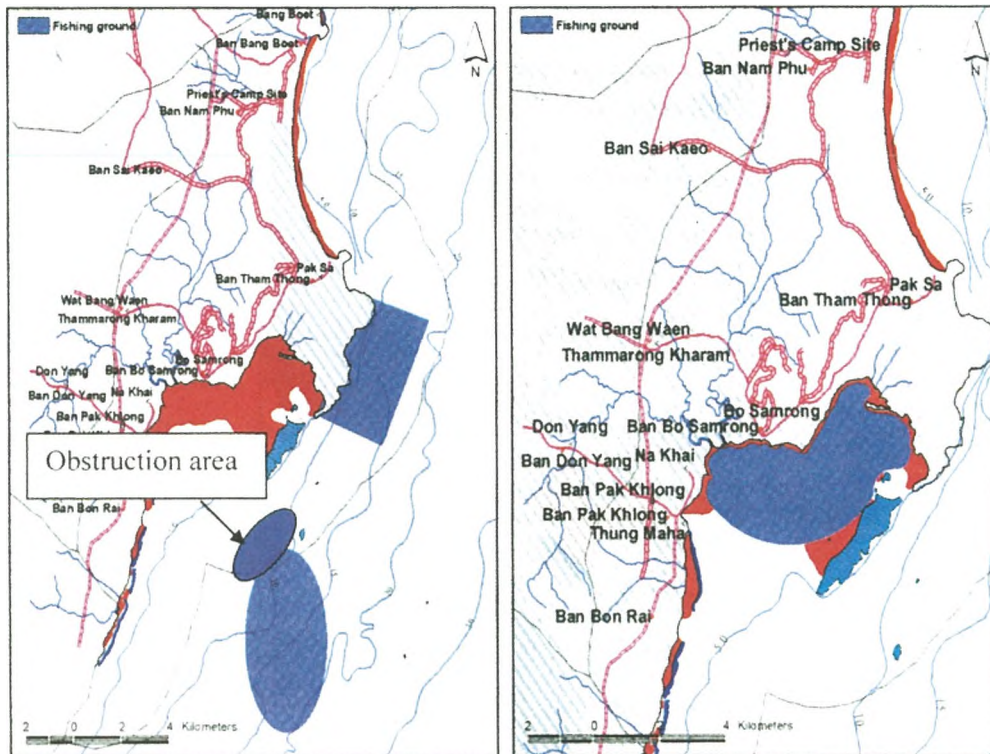 Fishing ground
Bang Boet
Ban Bang Boet
N
Priest's Camp Site
Ban Nam Phu
Ban Sai Kaeo
Pak Sa
Ban Tham Thong
Wat Bang Waen
Thammarong Kharam
Bo Samrong
Don Yang
Ban Bo Samrong
Ban Don Yang
Na Khai
Ban Pak Khlong
Obstruction area
Ban Bon Rai
2 0 2 4 Kilometers
Fishing ground
Priest's Camp Site
Ban Nam Phu
N
Ban Sai Kaeo
Pak Sa
Ban Tham Thong
Wat Bang Waen
Thammarong Kharam
Bo Samrong
Don Yang
Ban Bo Samrong
Ban Don Yang
Na Khai
Ban Pak Khlong
Ban Pak Khlong
Thung Maha
Ban Bon Rai
2 0 2 4 Kilometers